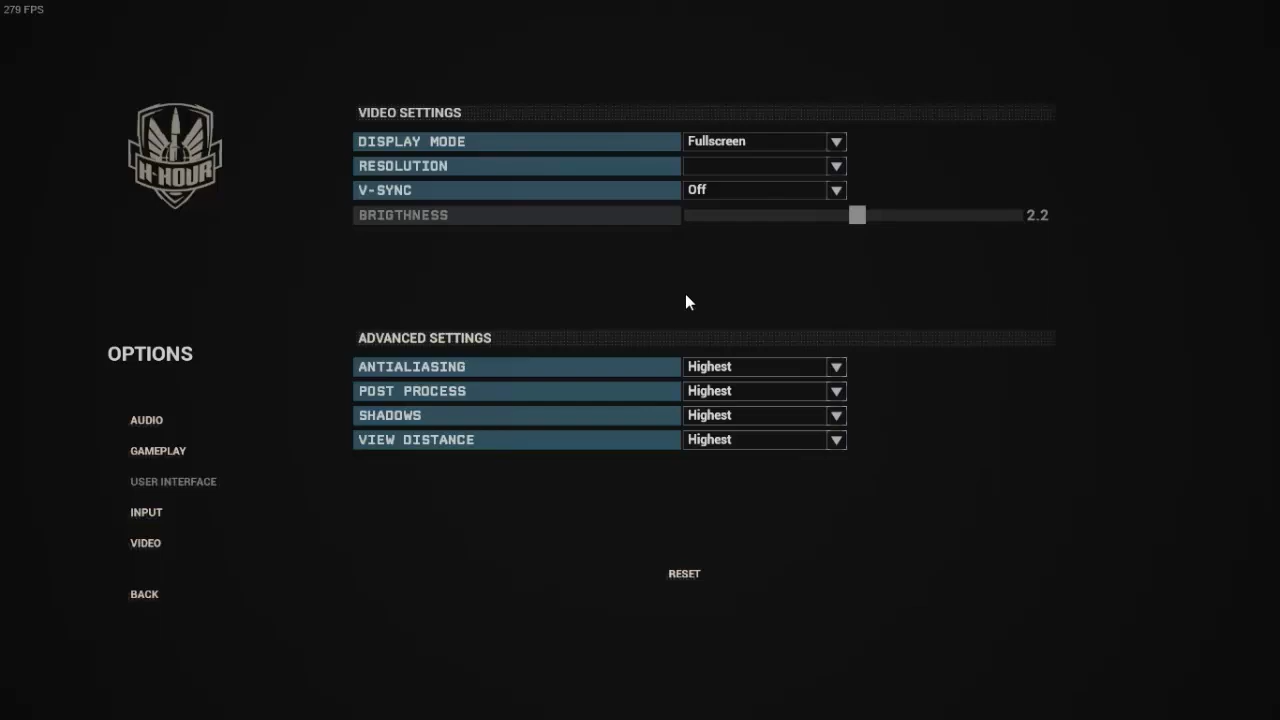 279 FPS
H-HOUR
VIDEO SETTINGS
DISPLAY MODE Fullscreen
RESOLUTION
V-SYNC Off
BRIGTHNESS 2.2
ADVANCED SETTINGS
ANTIALIASING Highest
POST PROCESS Highest
SHADOWS Highest
VIEW DISTANCE Highest
OPTIONS
AUDIO
GAMEPLAY
USER INTERFACE
INPUT
VIDEO
RESET
BACK